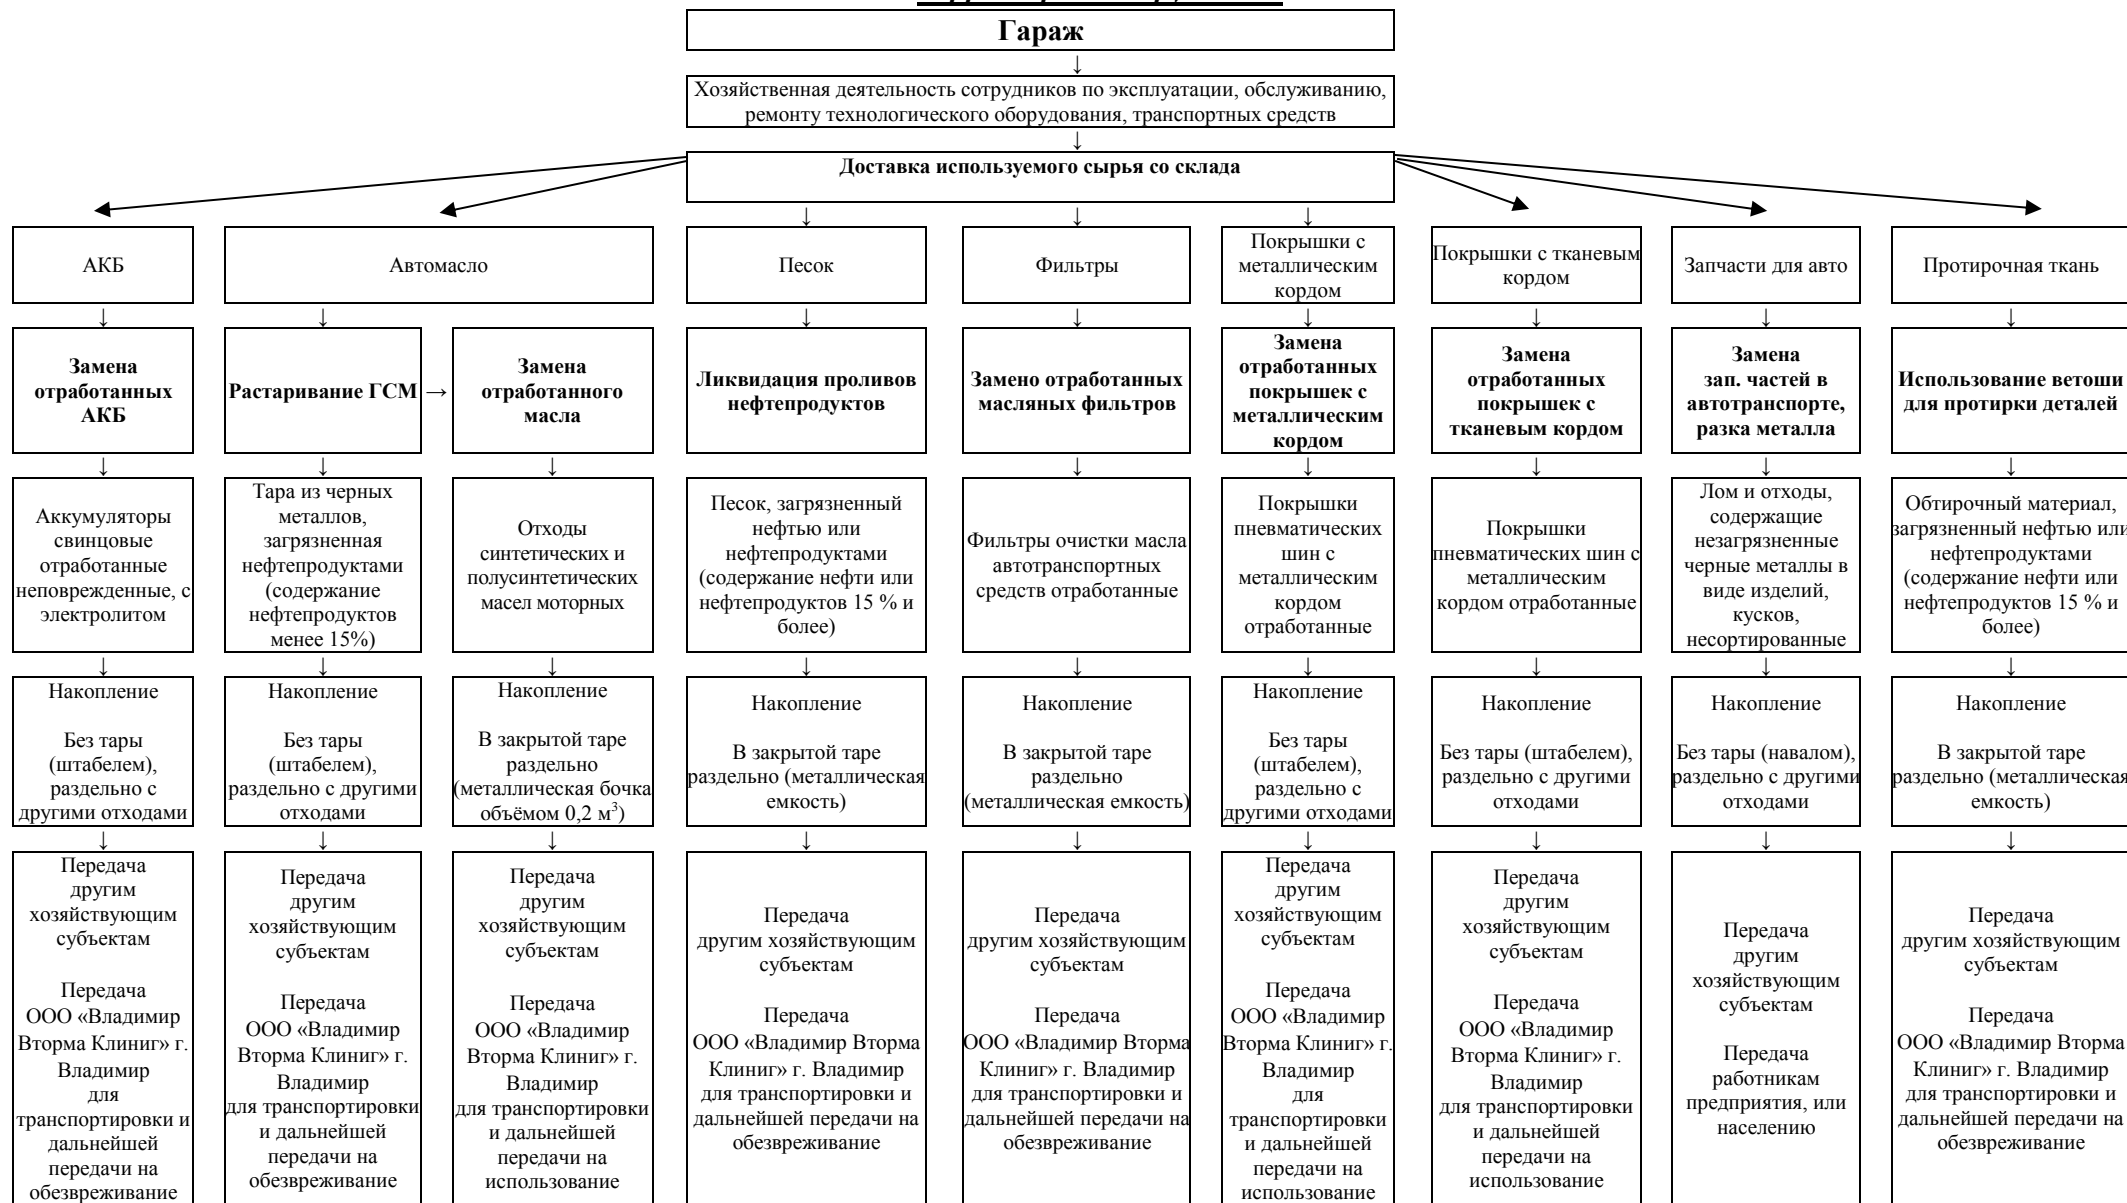 Гараж
Хозяйственная деятельность сотрудников по эксплуатации, обслуживанию,
ремонту технологического оборудования, транспортных средств
Доставка используемого сырья со склада
АКБ
Автомасло
Песок
Фильтры
Покрышки с
металлическим
кордом
Покрышки с тканевым
кордом
Запчасти для авто
Протирочная ткань
Замена
отработанных
АКБ
Растаривание ГСМ →
Замена
отработанного
масла
Ликвидация проливов
нефтепродуктов
Замено отработанных
масляных фильтров
Замена
отработанных
покрышек с
металлическим
кордом
Замена
отработанных
покрышек с
тканевым кордом
Замена
зап. частей в
автотранспорте,
разка металла
Использование ветоши
для протирки деталей
Аккумуляторы
свинцовые
отработанные
неповрежденные, с
электролитом
Тара из черных
металлов,
загрязненная
нефтепродуктами
(содержание
нефтепродуктов
менее 15%)
Отходы
синтетических и
полусинтетических
масел моторных
Песок, загрязненный
нефтью или
нефтепродуктами
(содержание нефти или
нефтепродуктов 15 % и
более)
Фильтры очистки масла
автотранспортных
средств отработанные
Покрышки
пневматических
шин с
металлическим
кордом
отработанные
Покрышки
пневматических шин с
металлическим
кордом отработанные
Лом и отходы,
содержащие
незагрязненные
черные металлы в
виде изделий,
кусков,
несортированные
Обтирочный материал,
загрязненный нефтью или
нефтепродуктами
(содержание нефти или
нефтепродуктов 15 % и
более)
Накопление
Без тары
(штабелем),
раздельно с
другими отходами
Накопление
Без тары
(штабелем),
раздельно с другими
отходами
Накопление
В закрытой таре
раздельно
(металлическая бочка
объёмом 0,2 м³)
Накопление
В закрытой таре
раздельно (металлическая
емкость)
Накопление
В закрытой таре
раздельно
(металлическая емкость)
Накопление
Без тары
(штабелем),
раздельно с
другими отходами
Накопление
Без тары (штабелем),
раздельно с другими
отходами
Накопление
Без тары (навалом),
раздельно с другими
отходами
Накопление
В закрытой таре
раздельно (металлическая
емкость)
Передача
другим
хозяйствующим
субъектам
Передача
ООО «Владимир
Вторма Клиниг» г.
Владимир
для
транспортировки и
дальнейшей
передачи на
обезвреживание
Передача
другим
хозяйствующим
субъектам
Передача
ООО «Владимир
Вторма Клиниг» г.
Владимир
для транспортировки
и дальнейшей
передачи на
обезвреживание
Передача
другим
хозяйствующим
субъектам
Передача
ООО «Владимир
Вторма Клиниг» г.
Владимир
для транспортировки
и дальнейшей
передачи на
использование
Передача
другим хозяйствующим
субъектам
Передача
ООО «Владимир Вторма
Клиниг» г. Владимир
для транспортировки и
дальнейшей передачи на
обезвреживание
Передача
другим хозяйствующим
субъектам
Передача
ООО «Владимир Вторма
Клиниг» г. Владимир
для транспортировки и
дальнейшей передачи на
обезвреживание
Передача
другим
хозяйствующим
субъектам
Передача
ООО «Владимир
Вторма Клиниг» г.
Владимир
для
транспортировки
и дальнейшей
передачи на
использование
Передача
другим
хозяйствующим
субъектам
Передача
ООО «Владимир
Вторма Клиниг» г.
Владимир
для транспортировки
и дальнейшей
передачи на
использование
Передача
другим
хозяйствующим
субъектам
Передача
работникам
предприятия, или
населению
Передача
другим хозяйствующим
субъектам
Передача
ООО «Владимир Вторма
Клиниг» г. Владимир
для транспортировки и
дальнейшей передачи на
обезвреживание